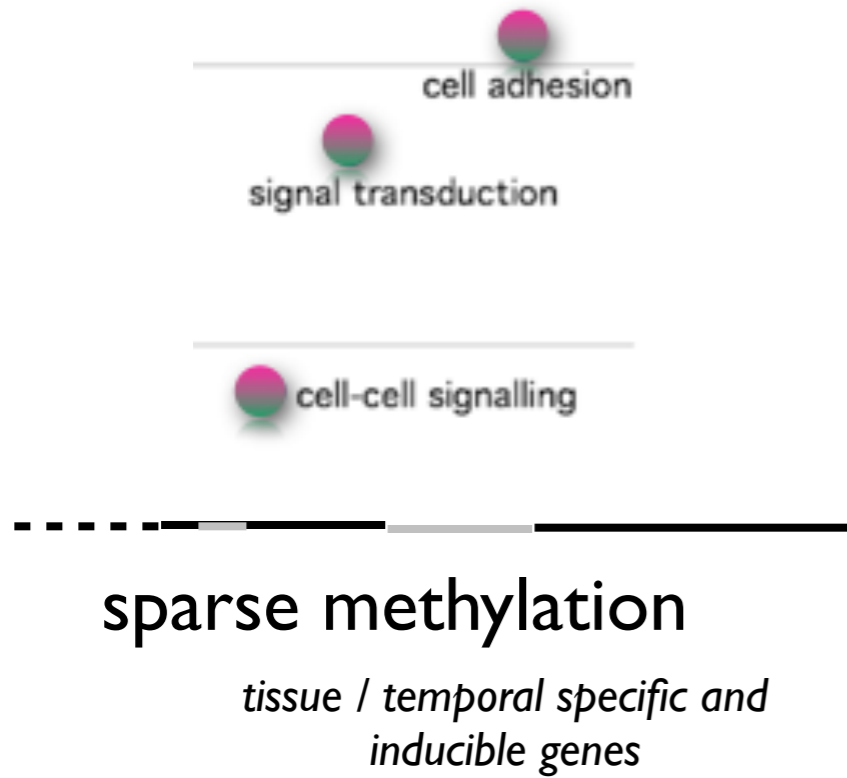 cell adhesion
signal transduction
cell-cell signalling
sparse methylation
tissue / temporal specific and
inducible genes